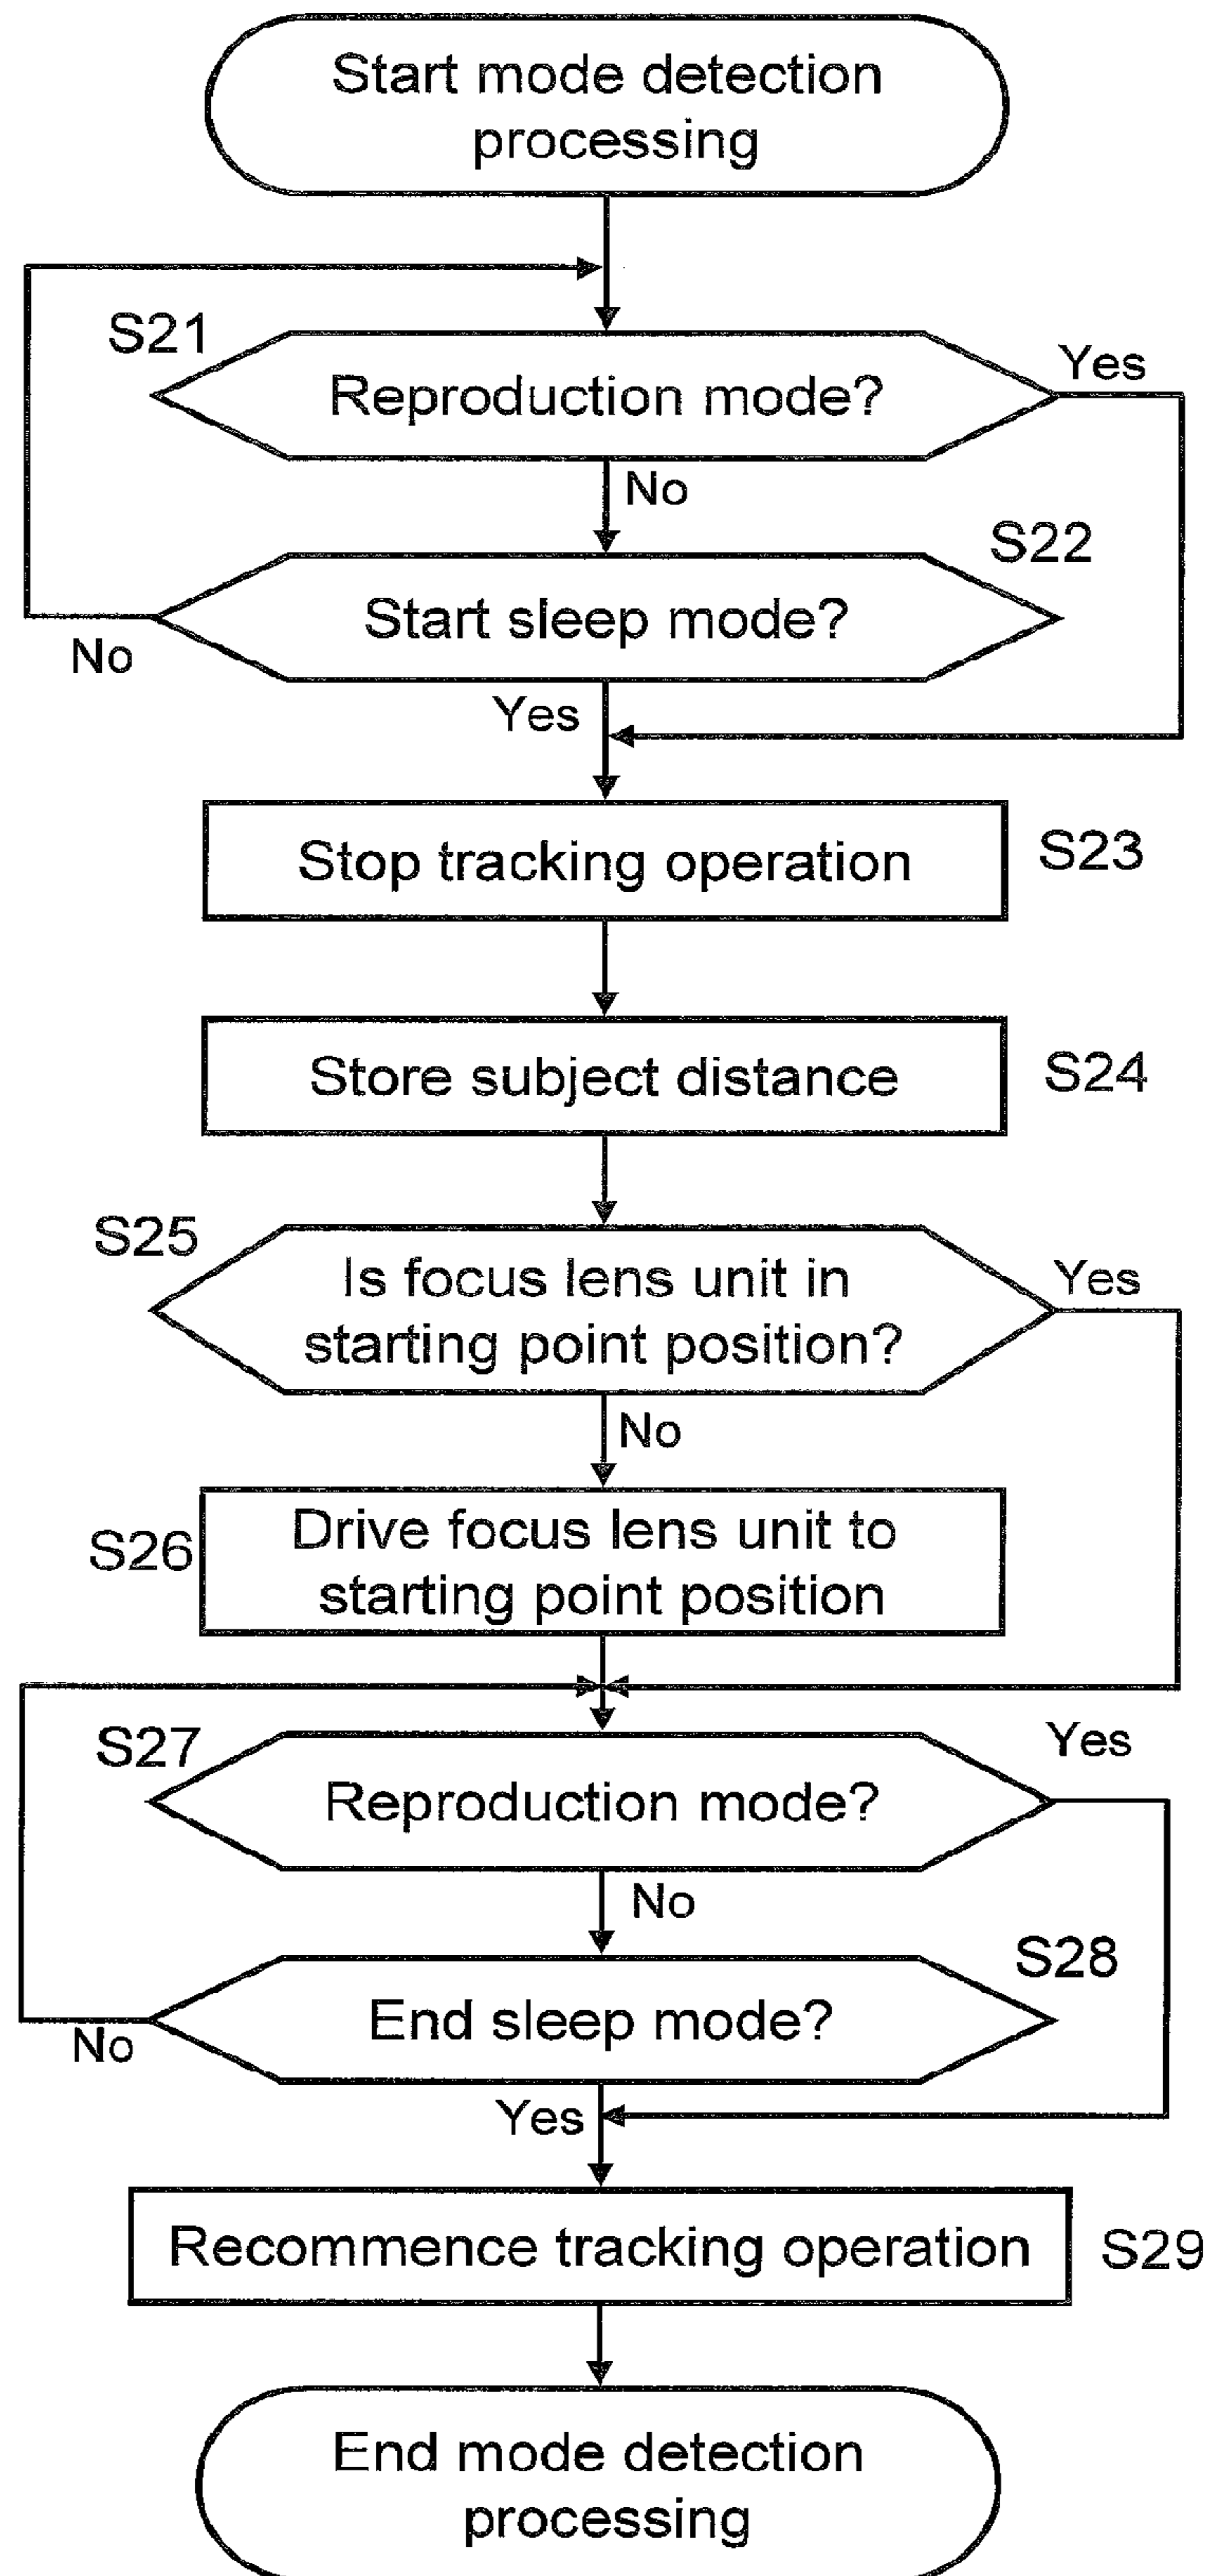 Start mode detection
processing
S21
Reproduction mode?
Yes
No
S22
Start sleep mode?
No
Yes
Stop tracking operation
S23
Store subject distance
S24
S25
Is focus lens unit in
starting point position?
Yes
No
S26
Drive focus lens unit to
starting point position
S27
Reproduction mode?
Yes
No
S28
End sleep mode?
No
Yes
Recommence tracking operation
S29
End mode detection
processing